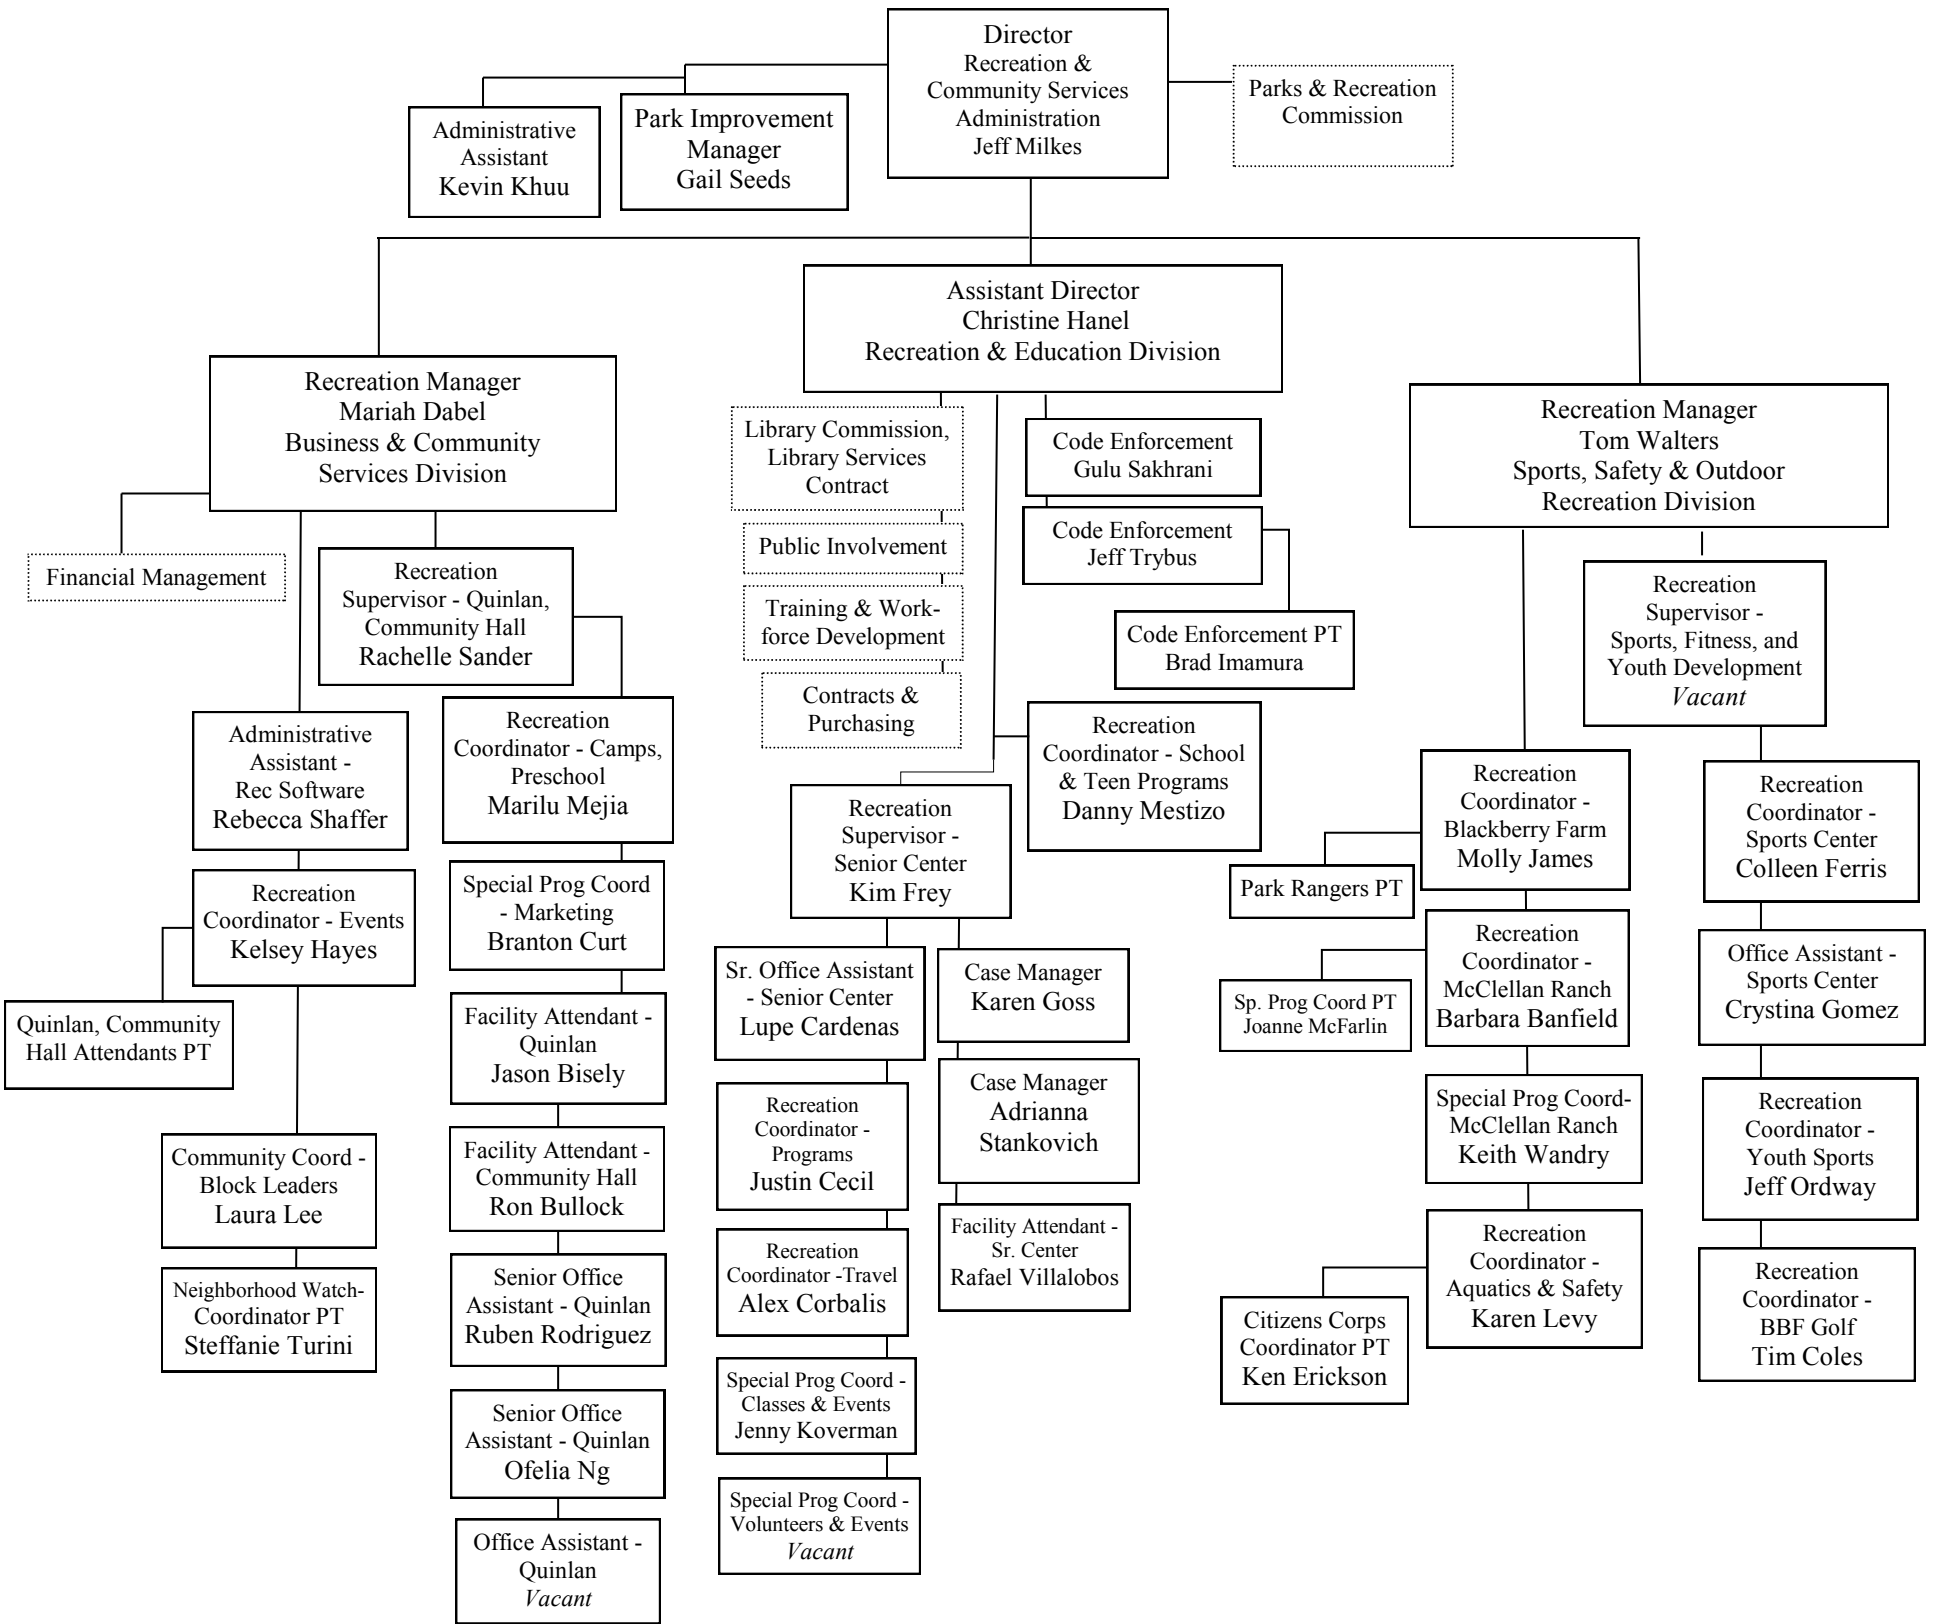 Director
Recreation &
Community Services
Administration
Jeff Milkes
Parks & Recreation
Commission
Administrative
Assistant
Kevin Khuu
Park Improvement
Manager
Gail Seeds
Assistant Director
Christine Hanel
Recreation & Education Division
Recreation Manager
Mariah Dabel
Business & Community
Services Division
Recreation Manager
Tom Walters
Sports, Safety & Outdoor
Recreation Division
Financial Management
Recreation
Supervisor - Quinlan,
Community Hall
Rachelle Sander
Administrative
Assistant -
Rec Software
Rebecca Shaffer
Recreation
Coordinator - Events
Kelsey Hayes
Quinlan, Community
Hall Attendants PT
Community Coord -
Block Leaders
Laura Lee
Neighborhood Watch-
Coordinator PT
Steffanie Turini
Recreation
Coordinator - Camps,
Preschool
Marilu Mejia
Special Prog Coord
- Marketing
Branton Curt
Facility Attendant -
Quinlan
Jason Bisely
Facility Attendant -
Community Hall
Ron Bullock
Senior Office
Assistant - Quinlan
Ruben Rodriguez
Senior Office
Assistant - Quinlan
Ofelia Ng
Office Assistant -
Quinlan
Vacant
Library Commission,
Library Services
Contract
Public Involvement
Training & Work-
force Development
Contracts &
Purchasing
Code Enforcement
Gulu Sakhrani
Code Enforcement
Jeff Trybus
Code Enforcement PT
Brad Imamura
Recreation
Coordinator - School
& Teen Programs
Danny Mestizo
Recreation
Supervisor -
Senior Center
Kim Frey
Sr. Office Assistant
- Senior Center
Lupe Cardenas
Recreation
Coordinator -
Programs
Justin Cecil
Recreation
Coordinator -Travel
Alex Corbalis
Special Prog Coord -
Classes & Events
Jenny Koverman
Special Prog Coord -
Volunteers & Events
Vacant
Case Manager
Karen Goss
Case Manager
Adrianna
Stankovich
Facility Attendant -
Sr. Center
Rafael Villalobos
Recreation
Coordinator -
Blackberry Farm
Molly James
Park Rangers PT
Recreation
Coordinator -
McClellan Ranch
Barbara Banfield
Sp. Prog Coord PT
Joanne McFarlin
Special Prog Coord-
McClellan Ranch
Keith Wandry
Recreation
Coordinator -
Aquatics & Safety
Karen Levy
Citizens Corps
Coordinator PT
Ken Erickson
Recreation
Supervisor -
Sports, Fitness, and
Youth Development
Vacant
Recreation
Coordinator -
Sports Center
Colleen Ferris
Office Assistant -
Sports Center
Crystina Gomez
Recreation
Coordinator -
Youth Sports
Jeff Ordway
Recreation
Coordinator -
BBF Golf
Tim Coles